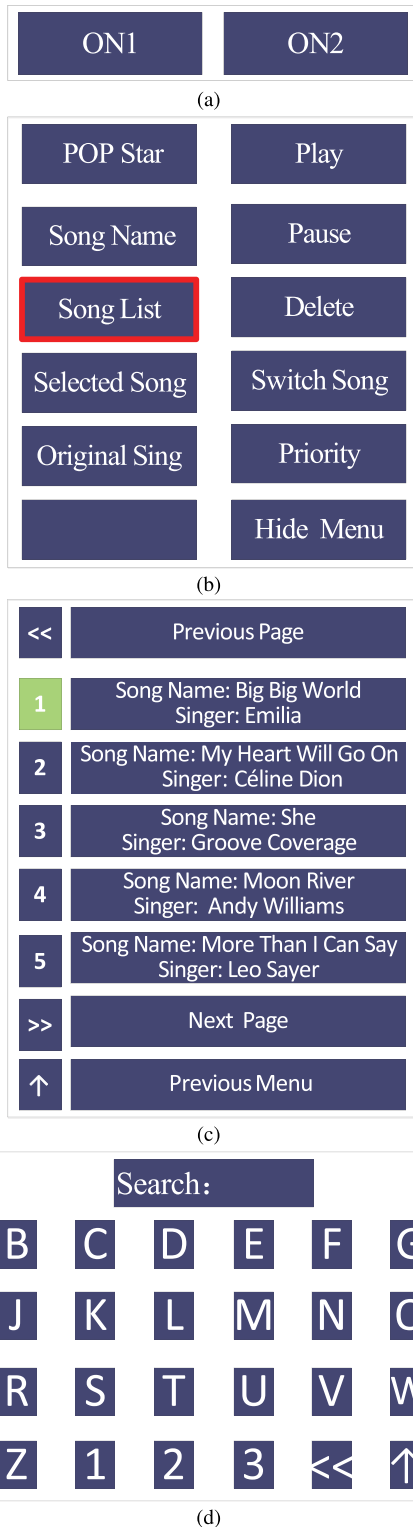 ON1 ON2
(a)
POP Star Play
Song Name Pause
Song List Delete
Selected Song Switch Song
Original Sing Priority
Hide Menu
(b)
<< Previous Page
1 Song Name: Big Big World
Singer: Emilia
2 Song Name: My Heart Will Go On
Singer: Céline Dion
3 Song Name: She
Singer: Groove Coverage
4 Song Name: Moon River
Singer: Andy Williams
5 Song Name: More Than I Can Say
Singer: Leo Sayer
>> Next Page
↑ Previous Menu
(c)
Search：
B C D E F G
J K L M N
R S T U V W
Z 1 2 3 << ↑
(d)